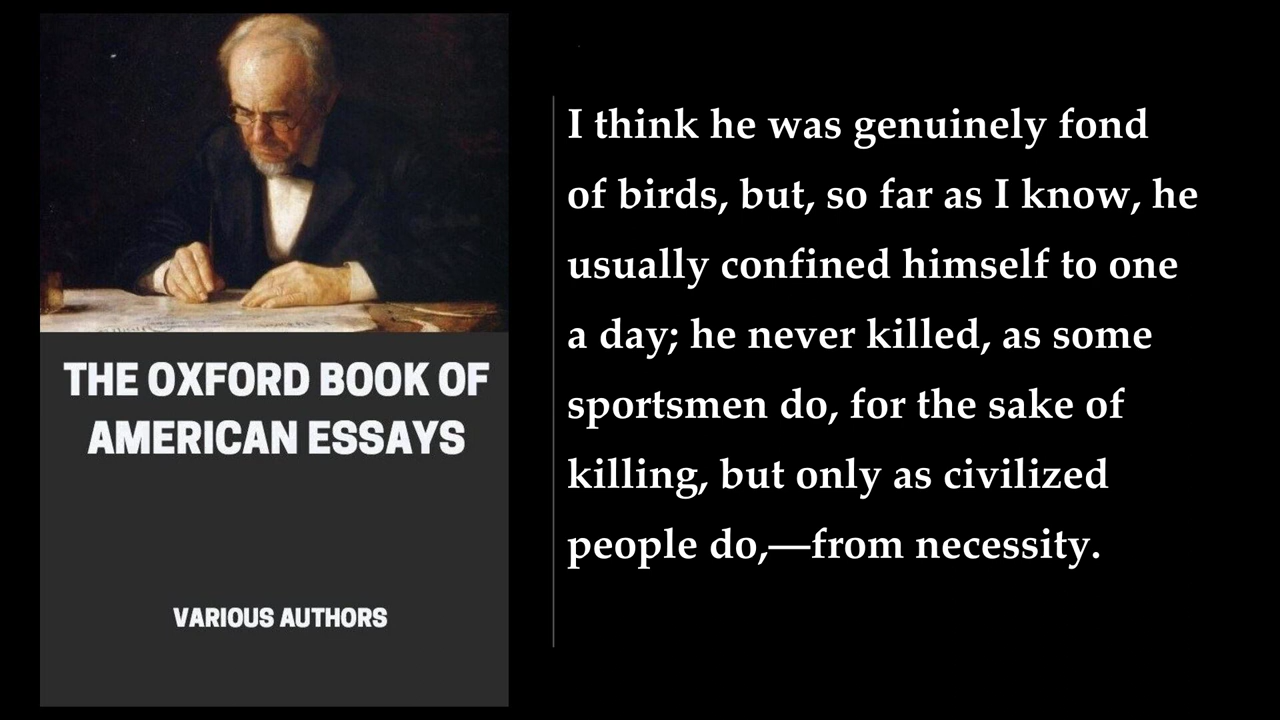 THE OXFORD BOOK OF
AMERICAN ESSAYS
VARIOUS AUTHORS
I think he was genuinely fond
of birds, but, so far as I know, he
usually confined himself to one
a day; he never killed, as some
sportsmen do, for the sake of
killing, but only as civilized
people do,—from necessity.